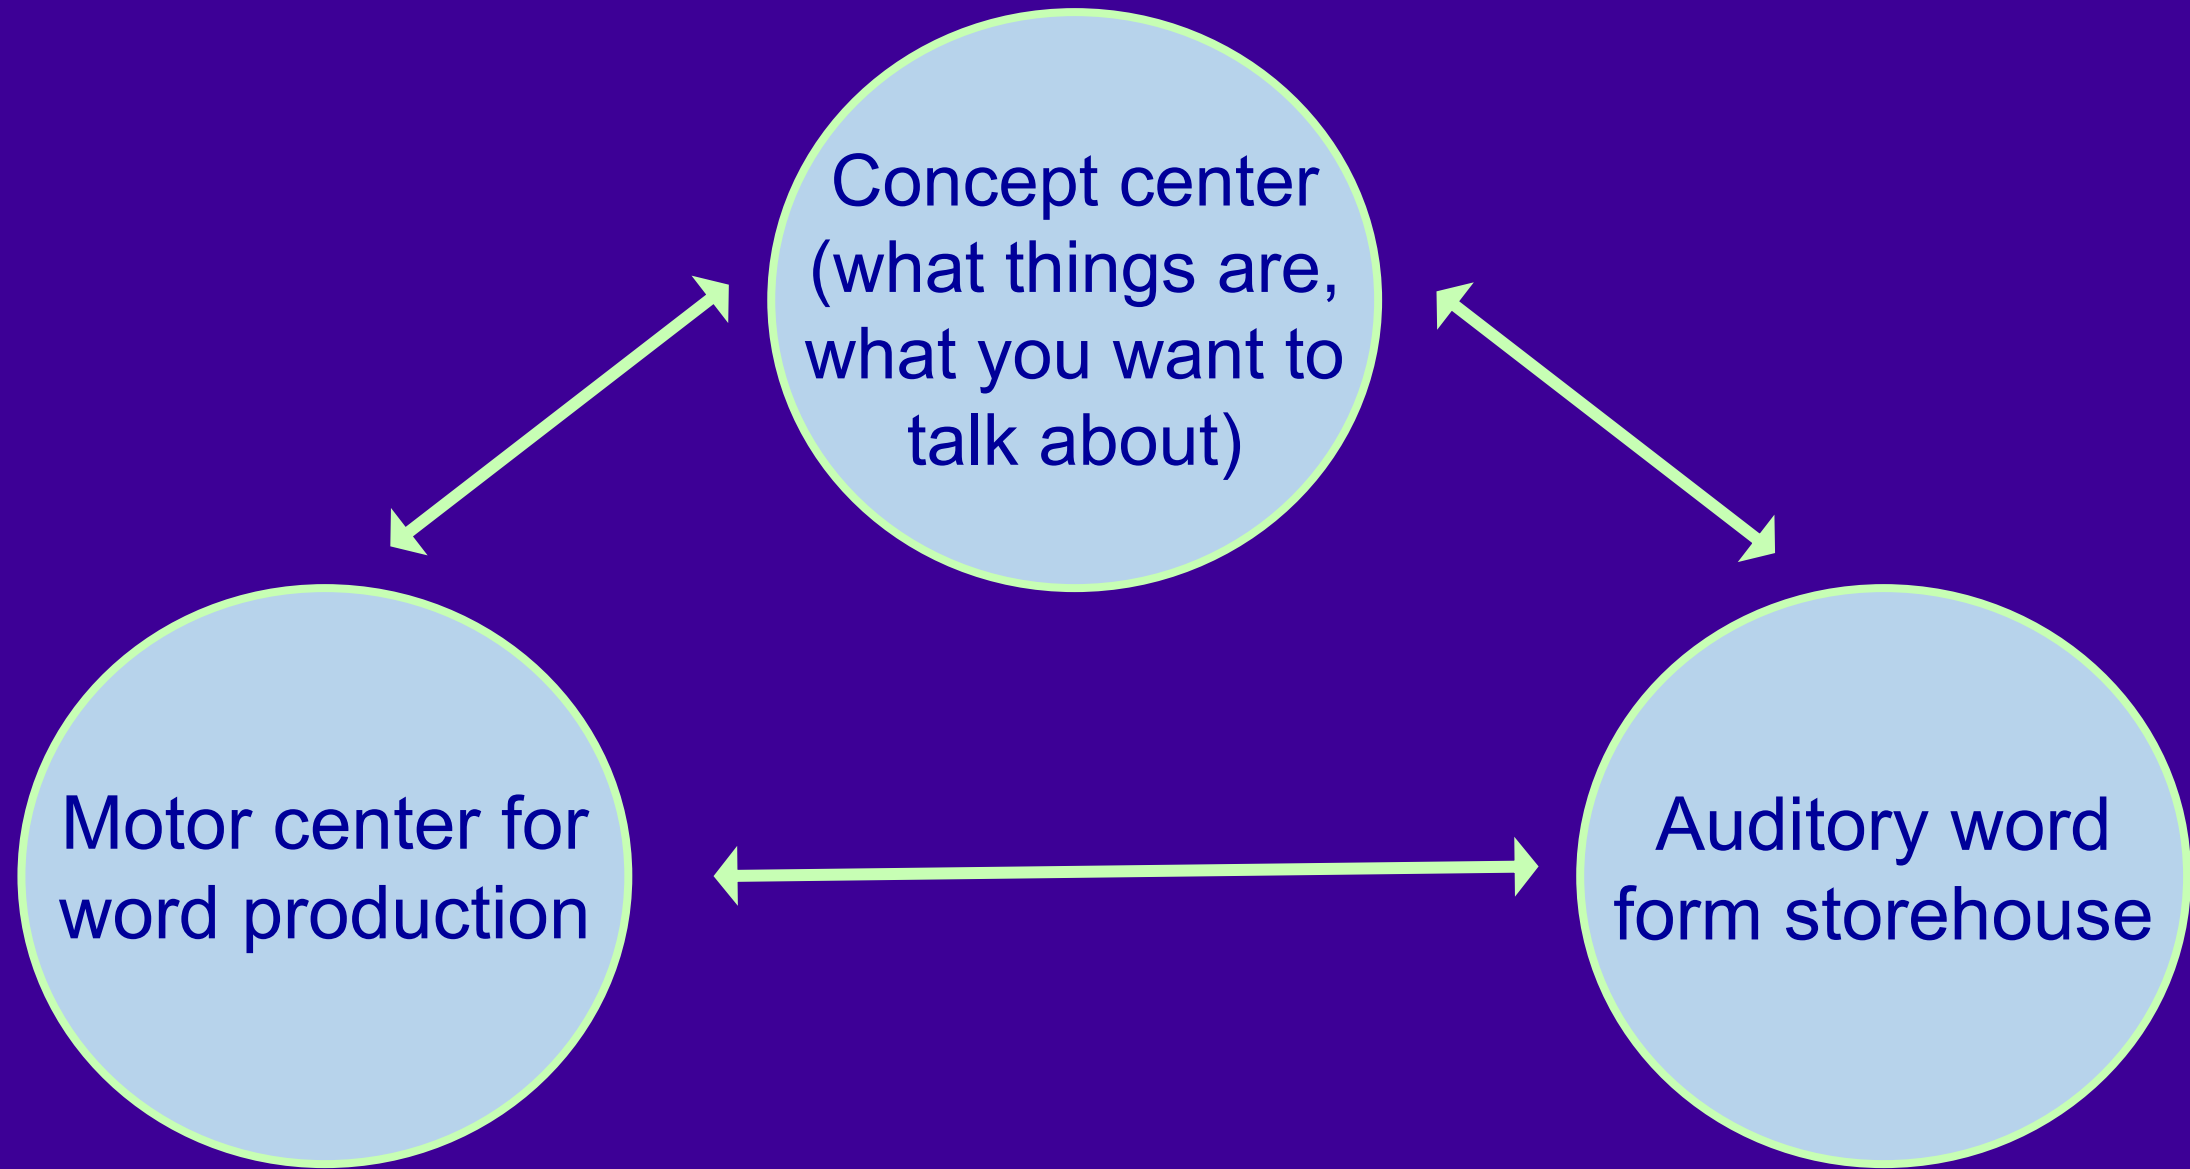 Concept center
(what things are,
what you want to
talk about)
Motor center for
word production
Auditory word
form storehouse